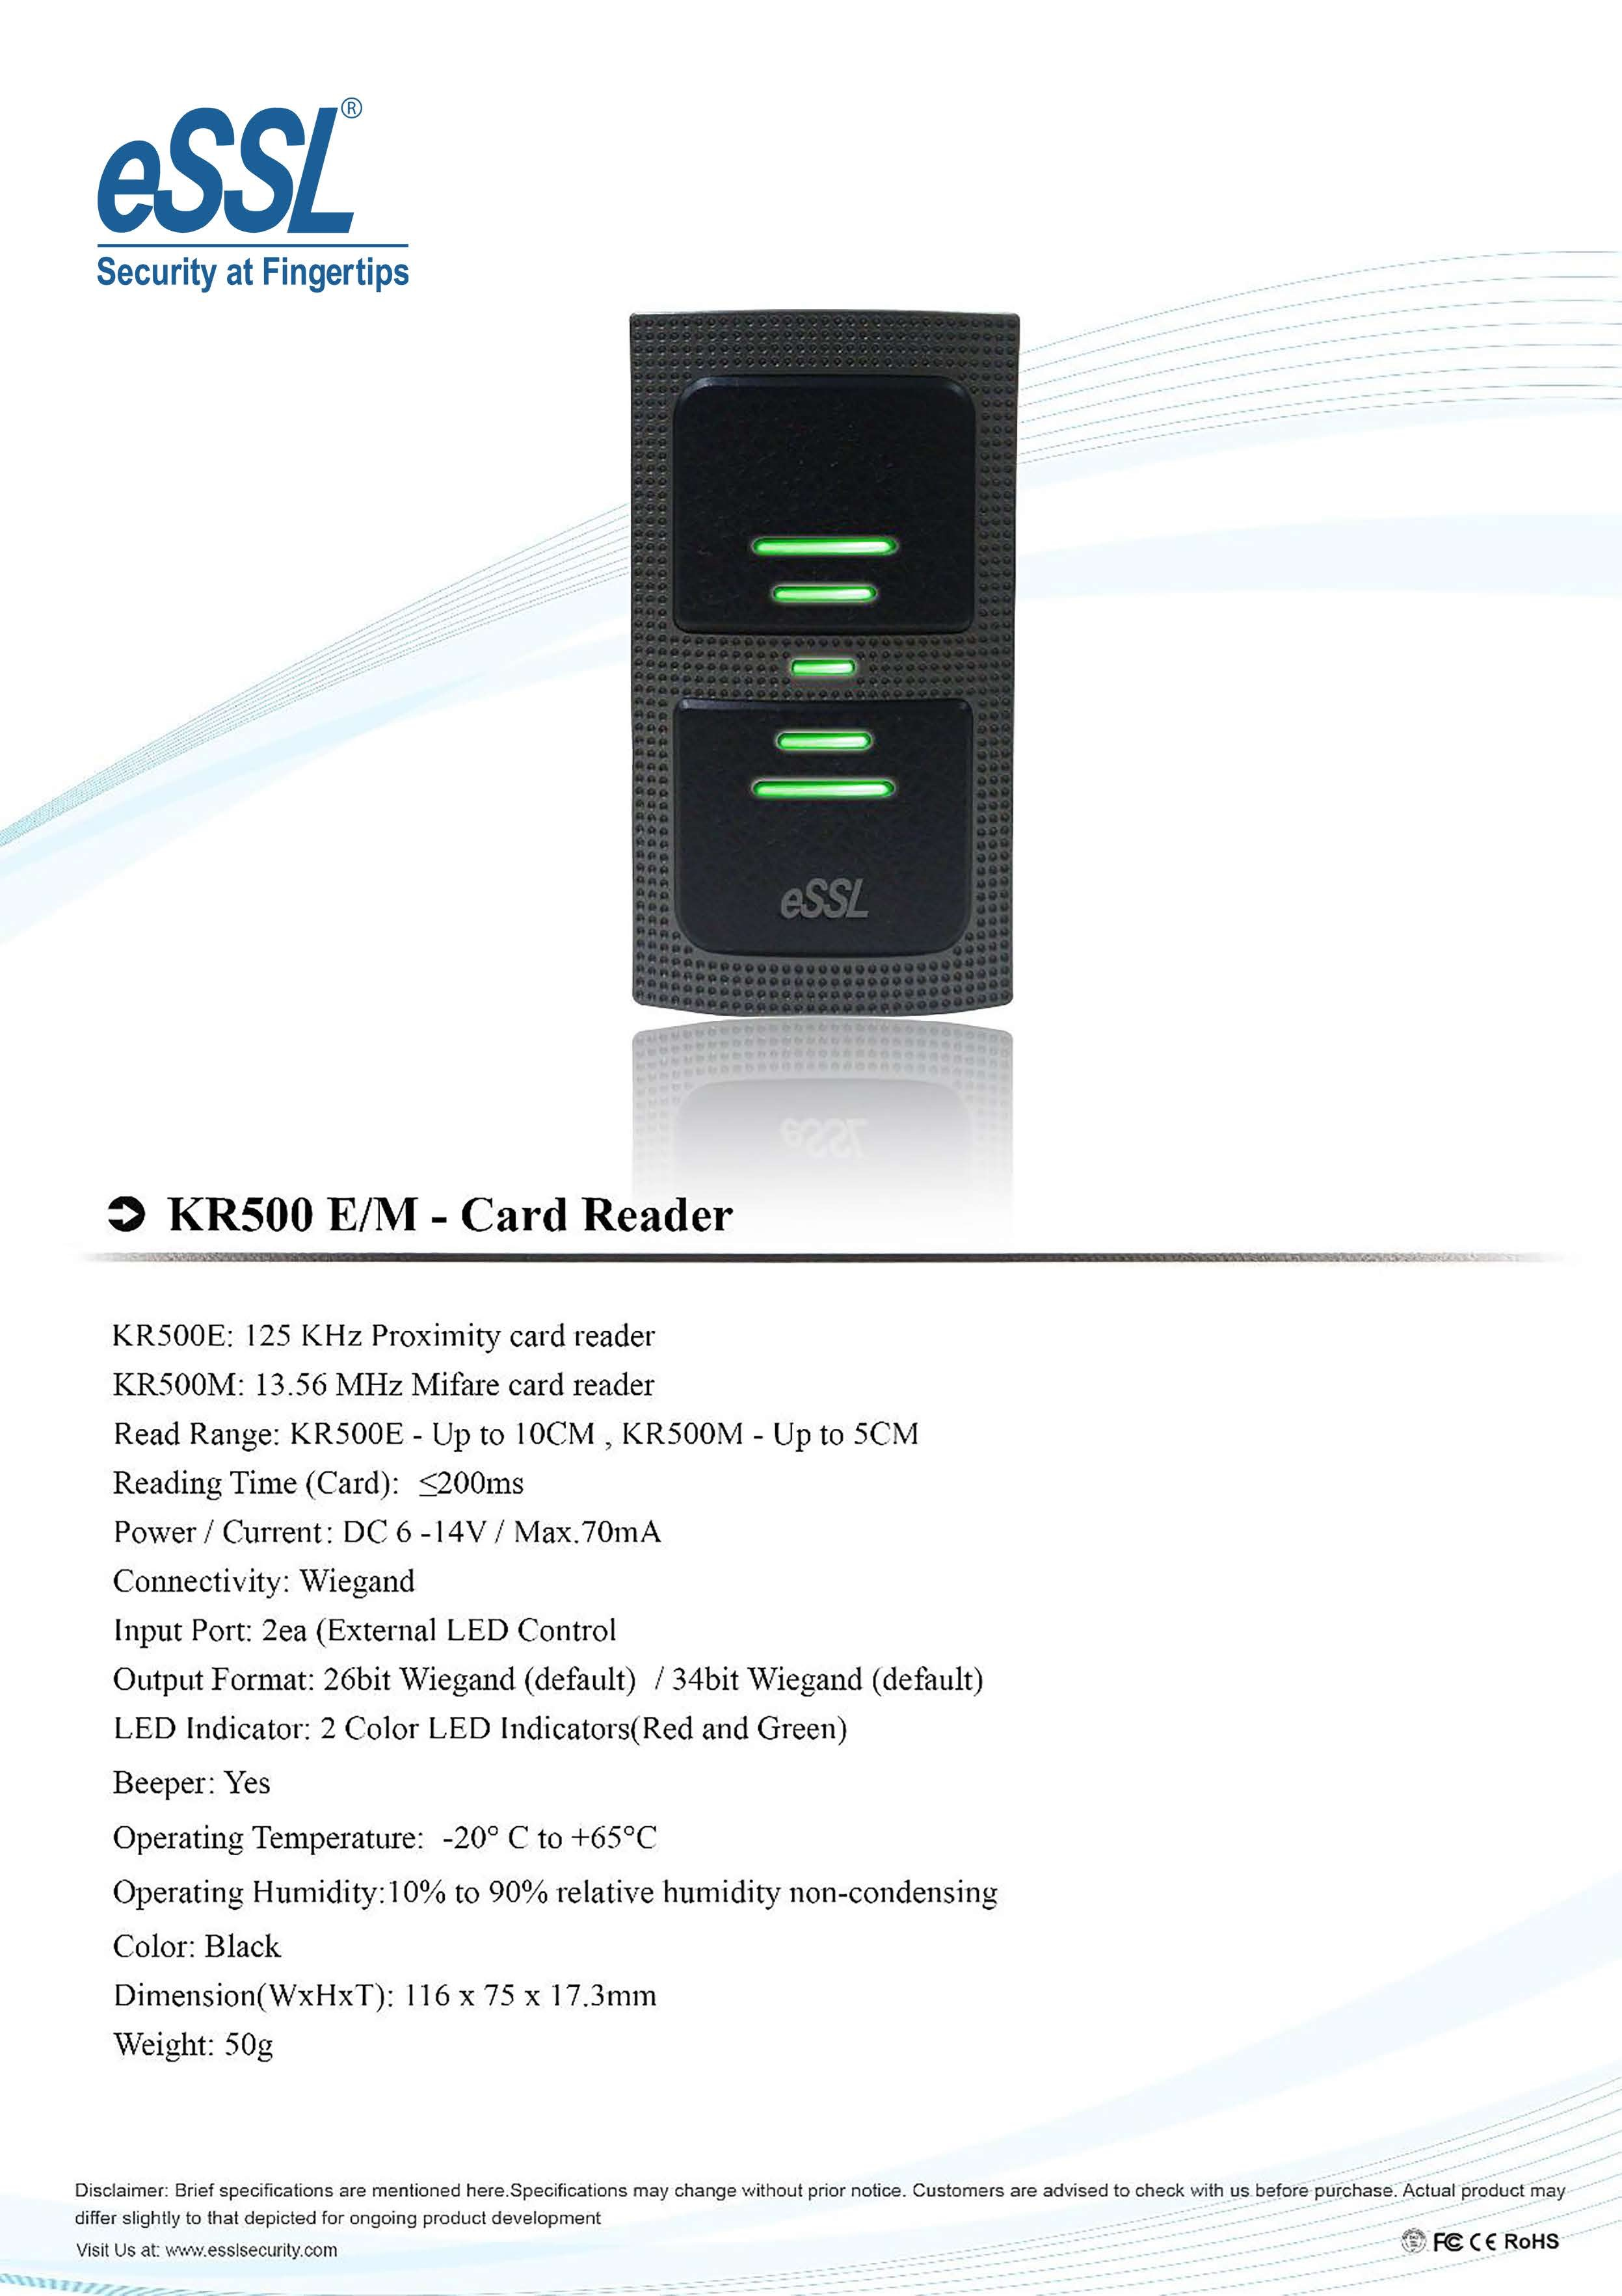 eSSL®
Security at Fingertips
eSSL
KR500 E/M - Card Reader
KR500E: 125 KHz Proximity card reader
KR500M: 13.56 MHz Mifare card reader
Read Range: KR500E - Up to 10CM , KR500M - Up to 5CM
Reading Time (Card): ≤200ms
Power / Current: DC 6 -14V / Max.70mA
Connectivity: Wiegand
Input Port: 2ea (External LED Control
Output Format: 26bit Wiegand (default) / 34bit Wiegand (default)
LED Indicator: 2 Color LED Indicators(Red and Green)
Beeper: Yes
Operating Temperature: -20° C to +65°C
Operating Humidity:10% to 90% relative humidity non-condensing
Color: Black
Dimension(WxHxT): 116 x 75 x 17.3mm
Weight: 50g
Disclaimer: Brief specifications are mentioned here.Specifications may change without prior notice. Customers are advised to check with us before purchase. Actual product may
differ slightly to that depicted for ongoing product development
Visit Us at: www.esslsecurity.com
FC CE RoHS